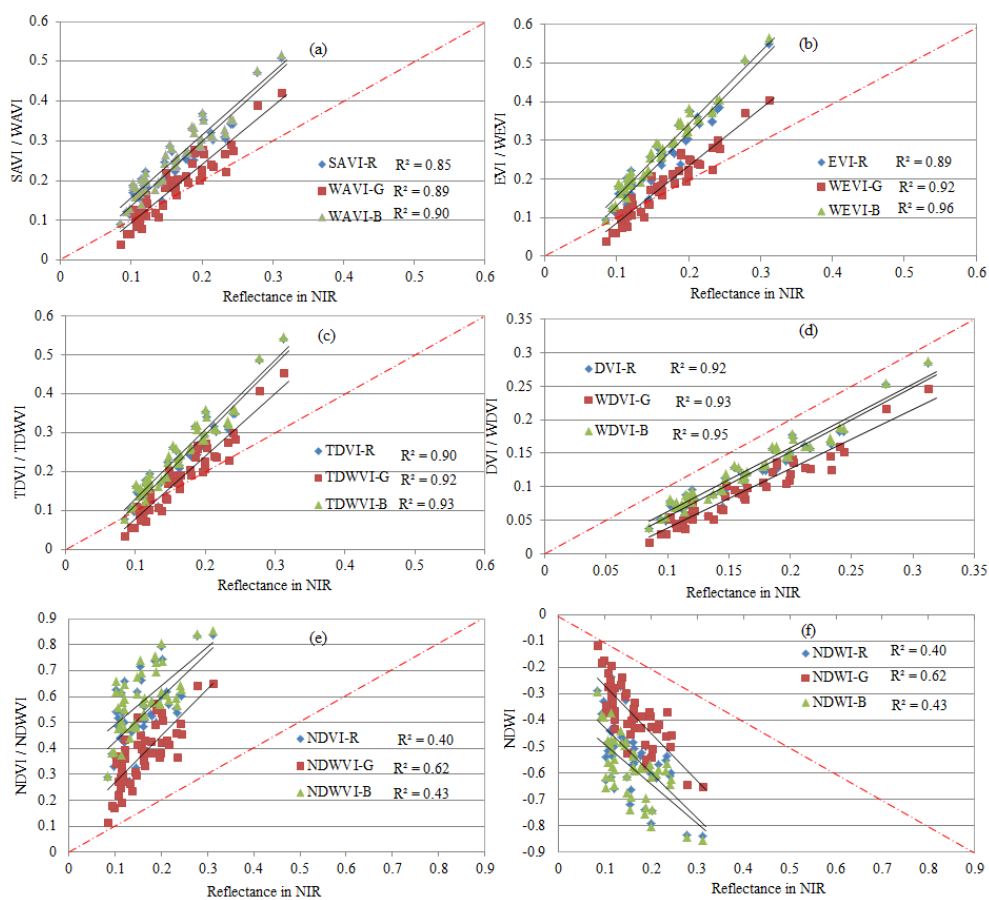 0.6
0.5
0.4
0.3
0.2
0.1
0
SAVI / WAVI
(a)
SAVI-R R² = 0.85
WAVI-G R² = 0.89
WAVI-B R² = 0.90
0 0.1 0.2 0.3 0.4 0.5 0.6
Reflectance in NIR
0.6
0.5
0.4
0.3
0.2
0.1
0
EVI / WEVI
(b)
EVI-R R² = 0.89
WEVI-G R² = 0.92
WEVI-B R² = 0.96
0 0.1 0.2 0.3 0.4 0.5 0.6
Reflectance in NIR
0.6
0.5
0.4
0.3
0.2
0.1
0
TDVI / TDWVI
(c)
TDVI-R R² = 0.90
TDWVI-G R² = 0.92
TDWVI-B R² = 0.93
0 0.1 0.2 0.3 0.4 0.5 0.6
Reflectance in NIR
0.35
0.3
0.25
0.2
0.15
0.1
0.05
0
DVI / WDVI
(d)
DVI-R R² = 0.92
WDVI-G R² = 0.93
WDVI-B R² = 0.95
0 0.05 0.1 0.15 0.2 0.25 0.3 0.35
Reflectance in NIR
0.9
0.8
0.7
0.6
0.5
0.4
0.3
0.2
0.1
0
NDVI / NDWVI
(e)
NDVI-R R² = 0.40
NDWVI-G R² = 0.62
NDWVI-B R² = 0.43
0 0.1 0.2 0.3 0.4 0.5 0.6 0.7 0.8 0.9
Reflectance in NIR
0
-0.1
-0.2
-0.3
-0.4
-0.5
-0.6
-0.7
-0.8
-0.9
NDWI
(f)
NDWI-R R² = 0.40
NDWI-G R² = 0.62
NDWI-B R² = 0.43
0 0.1 0.2 0.3 0.4 0.5 0.6 0.7 0.8 0.9
Reflectance in NIR